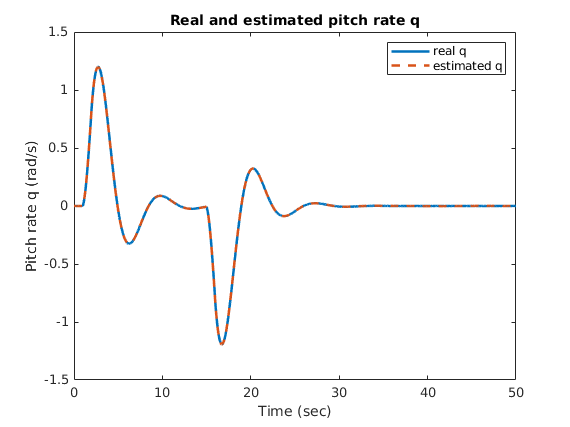 Real and estimated pitch rate q
real q
estimated q
1.5
1
0.5
0
-0.5
-1
-1.5
Pitch rate q (rad/s)
0 10 20 30 40 50
Time (sec)